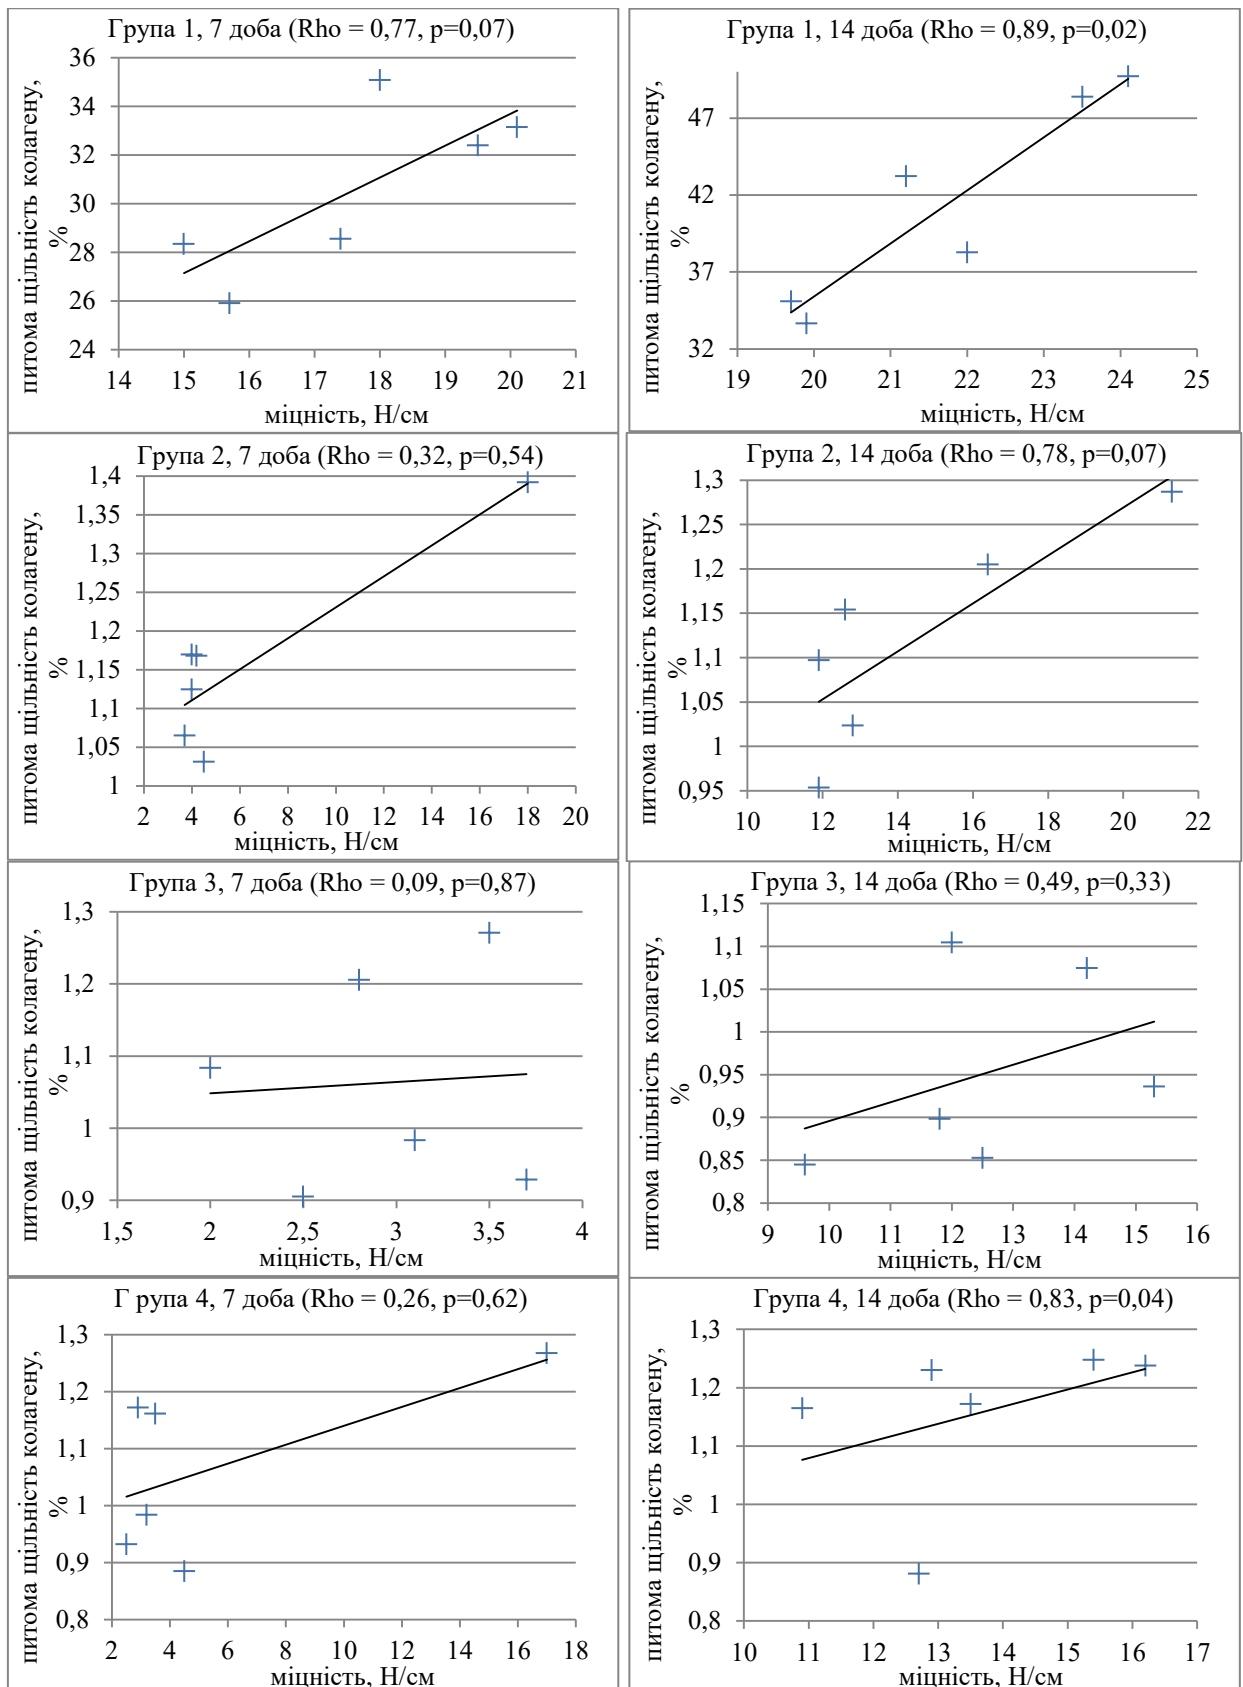 Група 1, 7 доба (Rho = 0,77, p=0,07)
питома щільність колагену,
%
36
34
32
30
28
26
24
14 15 16 17 18 19 20 21
міцність, Н/см
Група 1, 14 доба (Rho = 0,89, p=0,02)
питома щільність колагену,
%
47
42
37
32
19 20 21 22 23 24 25
міцність, Н/см
Група 2, 7 доба (Rho = 0,32, p=0,54)
питома щільність колагену,
%
1,4
1,35
1,3
1,25
1,2
1,15
1,1
1,05
1
2 4 6 8 10 12 14 16 18 20
міцність, Н/см
Група 2, 14 доба (Rho = 0,78, p=0,07)
питома щільність колагену,
%
1,3
1,25
1,2
1,15
1,1
1,05
1
0,95
10 12 14 16 18 20 22
міцність, Н/см
Група 3, 7 доба (Rho = 0,09, p=0,87)
питома щільність колагену,
%
1,3
1,2
1,1
1
0,9
1,5 2 2,5 3 3,5 4
міцність, Н/см
Група 3, 14 доба (Rho = 0,49, p=0,33)
питома щільність колагену,
%
1,15
1,1
1,05
1
0,95
0,9
0,85
0,8
9 10 11 12 13 14 15 16
міцність, Н/см
Г рупа 4, 7 доба (Rho = 0,26, p=0,62)
питома щільність колагену,
%
1,3
1,2
1,1
1
0,9
0,8
2 4 6 8 10 12 14 16 18
міцність, Н/см
Група 4, 14 доба (Rho = 0,83, p=0,04)
питома щільність колагену,
%
1,3
1,2
1,1
1
0,9
0,8
10 11 12 13 14 15 16 17
міцність, Н/см